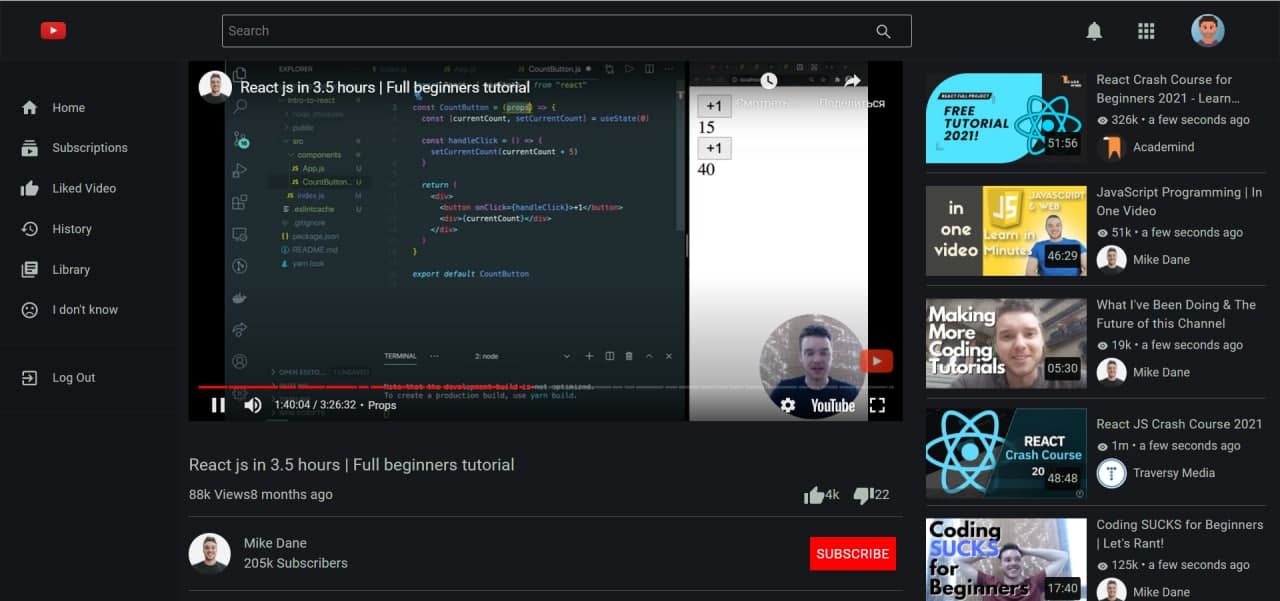 Search
Home
Subscriptions
Liked Video
History
Library
I don't know
Log Out
React js in 3.5 hours | Full beginners tutorial
Смотреть
Поделиться
EXPLORER
CountButton.js
from "react"
intro-to-react
node_modules
public
src
components
App.js U
CountButton... U
index.js M
.eslintcache U
.gitignore
package.json
README.md
yarn.lock
const CountButton = (props) => {
const [currentCount, setCurrentCount] = useState(0)
const handleClick = () => {
setCurrentCount(currentCount + 5)
}
return (
<div>
<button onClick={handleClick}>+1</button>
<div>{currentCount}</div>
</div>
)
}
export default CountButton
+1
15
+1
40
TERMINAL ··· 2: node
OPEN EDITO... 1 UNSAVED
Note that the development build is not optimized.
To create a production build, use yarn build.
1:40:04 / 3:26:32 • Props
YouTube
React js in 3.5 hours | Full beginners tutorial
88k Views8 months ago
4k
22
Mike Dane
205k Subscribers
SUBSCRIBE
REACT FULL PROJECT
FREE
TUTORIAL
2021!
51:56
React Crash Course for
Beginners 2021 - Learn…
326k • a few seconds ago
Academind
in
one
video
JS
JAVASCRIPT
& WEB
Learn in
Minutes
46:29
JavaScript Programming | In
One Video
51k • a few seconds ago
Mike Dane
Making
More
Coding
Tutorials
05:30
What I've Been Doing & The
Future of this Channel
19k • a few seconds ago
Mike Dane
REACT
Crash Course
20
48:48
React JS Crash Course 2021
1m • a few seconds ago
Traversy Media
Coding
SUCKS
for
Beginners
17:40
Coding SUCKS for Beginners
| Let's Rant!
125k • a few seconds ago
Mike Dane